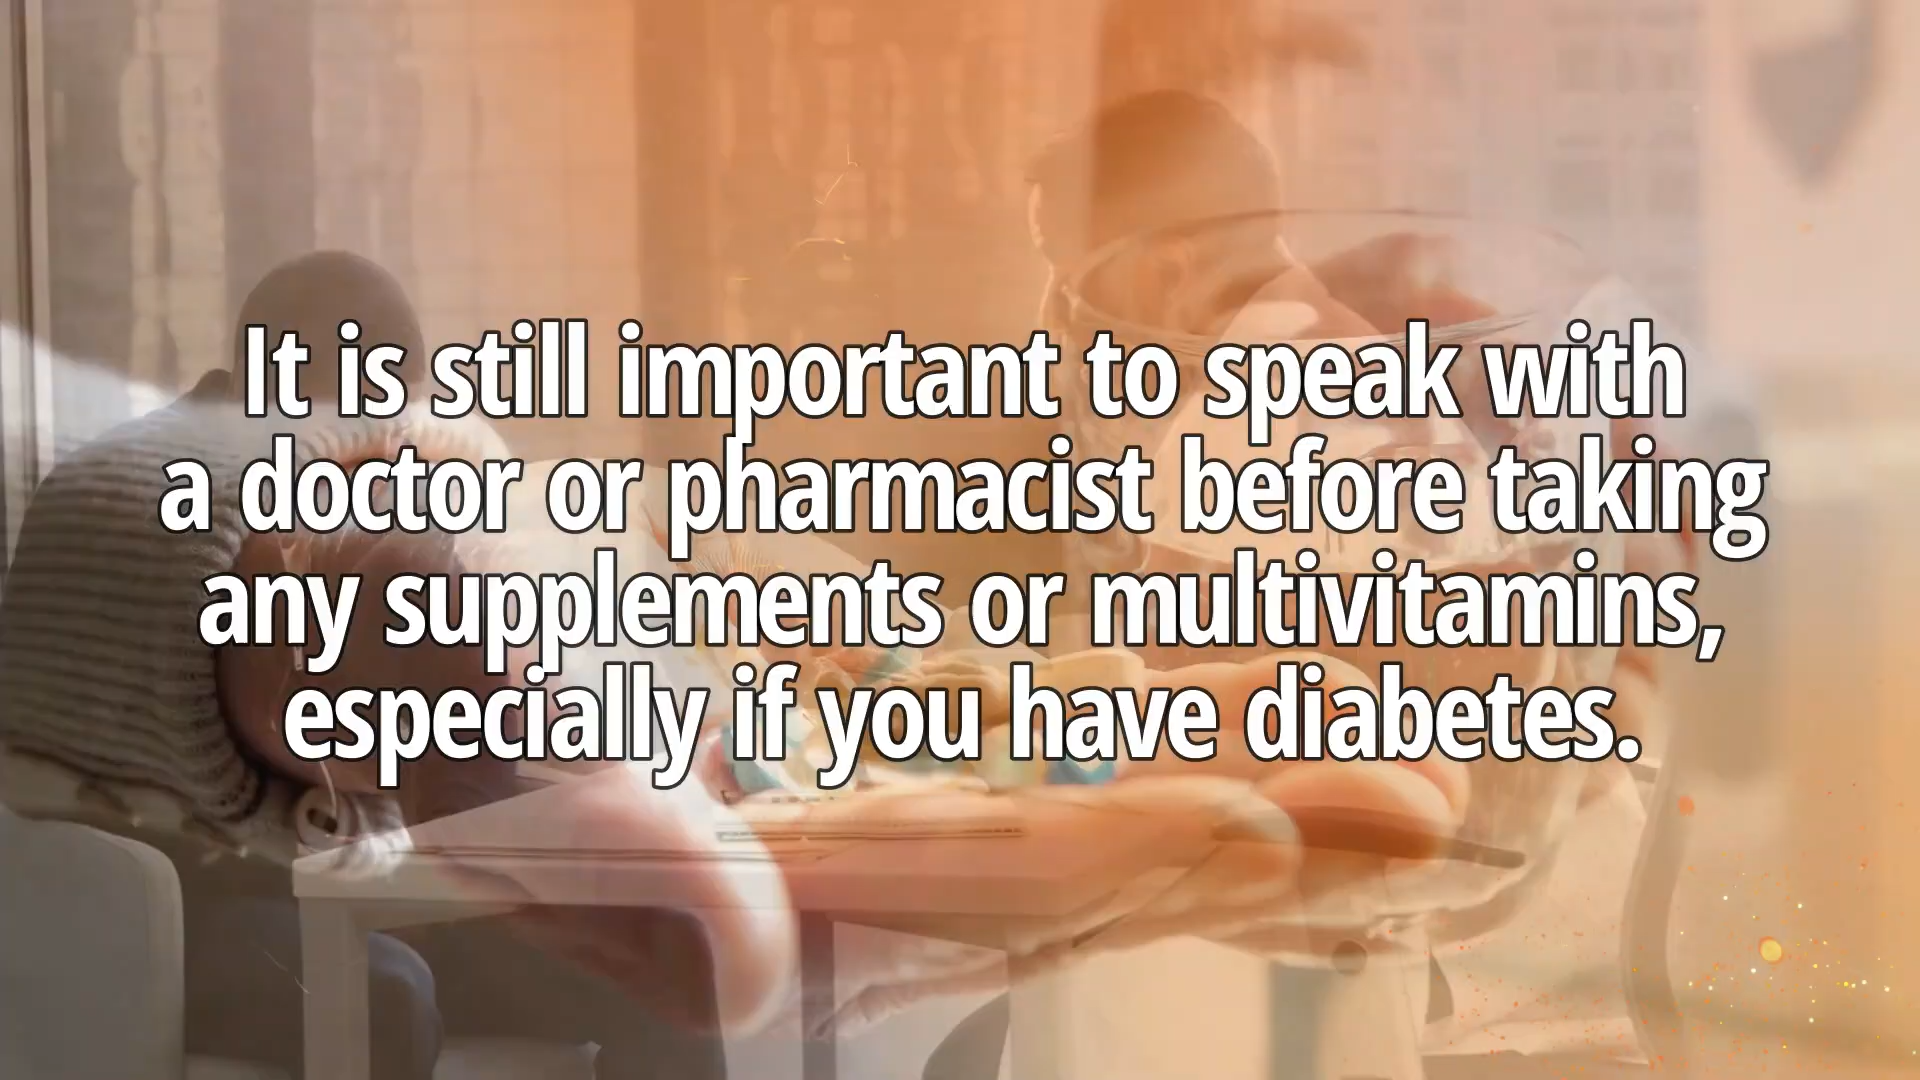 It is still important to speak with
a doctor or pharmacist before taking
any supplements or multivitamins,
especially if you have diabetes.